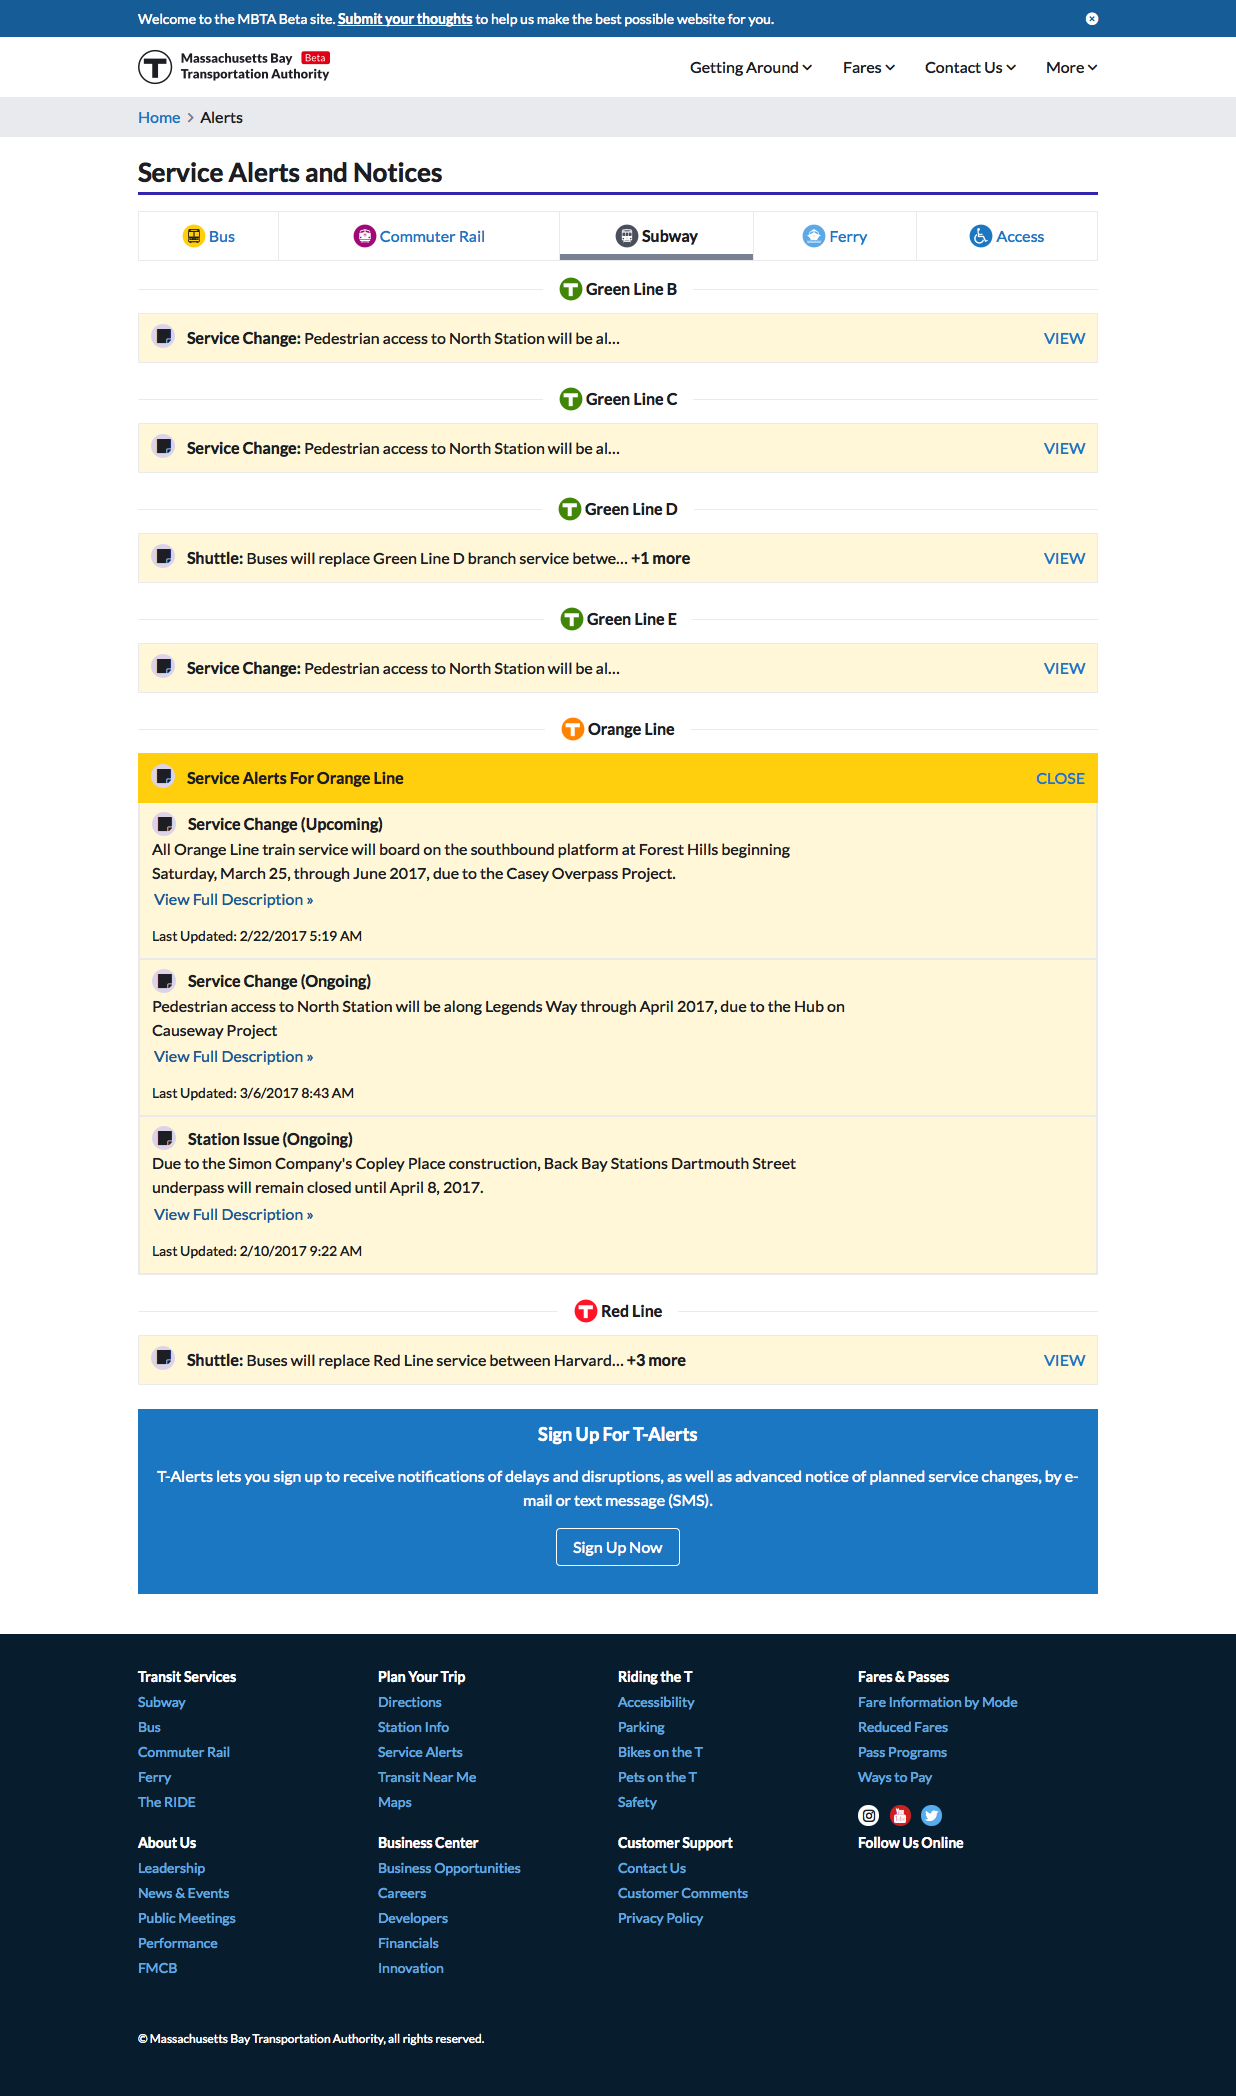 Welcome to the MBTA Beta site. Submit your thoughts to help us make the best possible website for you.
Massachusetts Bay Beta
Transportation Authority
Getting Around Fares Contact Us More
Home > Alerts
Service Alerts and Notices
Bus Commuter Rail Subway Ferry Access
T Green Line B
Service Change: Pedestrian access to North Station will be al... VIEW
T Green Line C
Service Change: Pedestrian access to North Station will be al... VIEW
T Green Line D
Shuttle: Buses will replace Green Line D branch service betwe... +1 more VIEW
T Green Line E
Service Change: Pedestrian access to North Station will be al... VIEW
T Orange Line
Service Alerts For Orange Line CLOSE
Service Change (Upcoming)
All Orange Line train service will board on the southbound platform at Forest Hills beginning
Saturday, March 25, through June 2017, due to the Casey Overpass Project.
View Full Description »
Last Updated: 2/22/2017 5:19 AM
Service Change (Ongoing)
Pedestrian access to North Station will be along Legends Way through April 2017, due to the Hub on
Causeway Project
View Full Description »
Last Updated: 3/6/2017 8:43 AM
Station Issue (Ongoing)
Due to the Simon Company's Copley Place construction, Back Bay Stations Dartmouth Street
underpass will remain closed until April 8, 2017.
View Full Description »
Last Updated: 2/10/2017 9:22 AM
T Red Line
Shuttle: Buses will replace Red Line service between Harvard... +3 more VIEW
Sign Up For T-Alerts
T-Alerts lets you sign up to receive notifications of delays and disruptions, as well as advanced notice of planned service changes, by e-
mail or text message (SMS).
Sign Up Now
Transit Services Plan Your Trip Riding the T Fares & Passes
Subway Directions Accessibility Fare Information by Mode
Bus Station Info Parking Reduced Fares
Commuter Rail Service Alerts Bikes on the T Pass Programs
Ferry Transit Near Me Pets on the T Ways to Pay
The RIDE Maps Safety
About Us Business Center Customer Support Follow Us Online
Leadership Business Opportunities Contact Us
News & Events Careers Customer Comments
Public Meetings Developers Privacy Policy
Performance Financials
FMCB Innovation
© Massachusetts Bay Transportation Authority, all rights reserved.